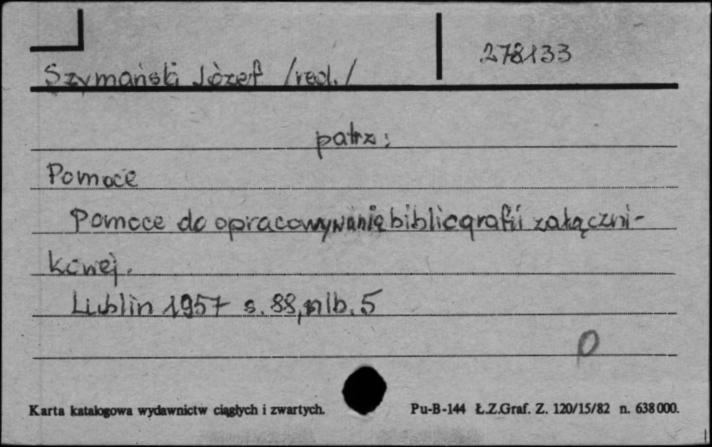 278133
Szymański Józef /red./
patrz:
Pomoce
Pomoce do opracowywania bibliografii załączni-
kowej.
Lublin 1957 s. 88, nlb. 5
Karta katalogowa wydawnictw ciągłych i zwartych. Pu-B-144 Ł.Z.Graf. Z. 120/15/82 n. 638000.